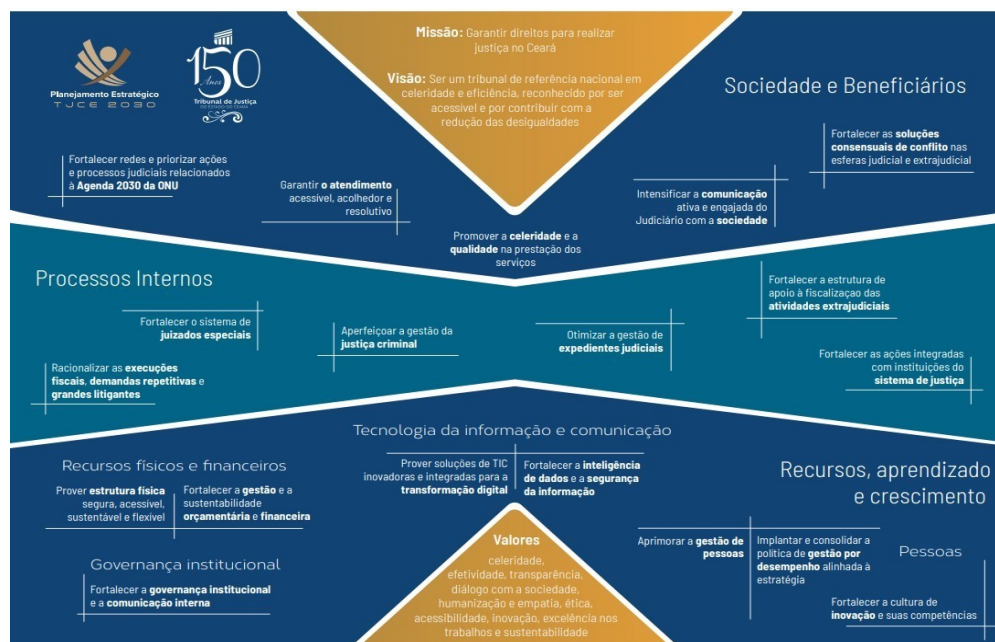 Planejamento Estratégico
TJCE 2030
150
Anos
Tribunal de Justiça
DO ESTADO DO CEARÁ
Missão: Garantir direitos para realizar
justiça no Ceará
Visão: Ser um tribunal de referência nacional em
celeridade e eficiência, reconhecido por ser
acessível e por contribuir com a
redução das desigualdades
Sociedade e Beneficiários
Fortalecer redes e priorizar ações
e processos judiciais relacionados
à Agenda 2030 da ONU
Garantir o atendimento
acessível, acolhedor e
resolutivo
Promover a celeridade e a
qualidade na prestação dos
serviços
Intensificar a comunicação
ativa e engajada do
Judiciário com a sociedade
Fortalecer as soluções
consensuais de conflito nas
esferas judicial e extrajudicial
Processos Internos
Fortalecer o sistema de
juizados especiais
Racionalizar as execuções
fiscais, demandas repetitivas e
grandes litigantes
Aperfeiçoar a gestão da
justiça criminal
Otimizar a gestão de
expedientes judiciais
Fortalecer a estrutura de
apoio à fiscalizaçao das
atividades extrajudiciais
Fortalecer as ações integradas
com instituições do
sistema de justiça
Tecnologia da informação e comunicação
Prover soluções de TIC
inovadoras e integradas para a
transformação digital
Fortalecer a inteligência
de dados e a segurança
da informação
Recursos físicos e financeiros
Prover estrutura física
segura, acessível,
sustentável e flexível
Fortalecer a gestão e a
sustentabilidade
orçamentária e financeira
Governança institucional
Fortalecer a governança institucional
e a comunicação interna
Valores
celeridade,
efetividade, transparência,
diálogo com a sociedade,
humanização e empatia, ética,
acessibilidade, inovação, excelência nos
trabalhos e sustentabilidade
Recursos, aprendizado
e crescimento
Aprimorar a gestão de
pessoas
Implantar e consolidar a
política de gestão por
desempenho alinhada à
estratégia
Pessoas
Fortalecer a cultura de
inovação e suas competências